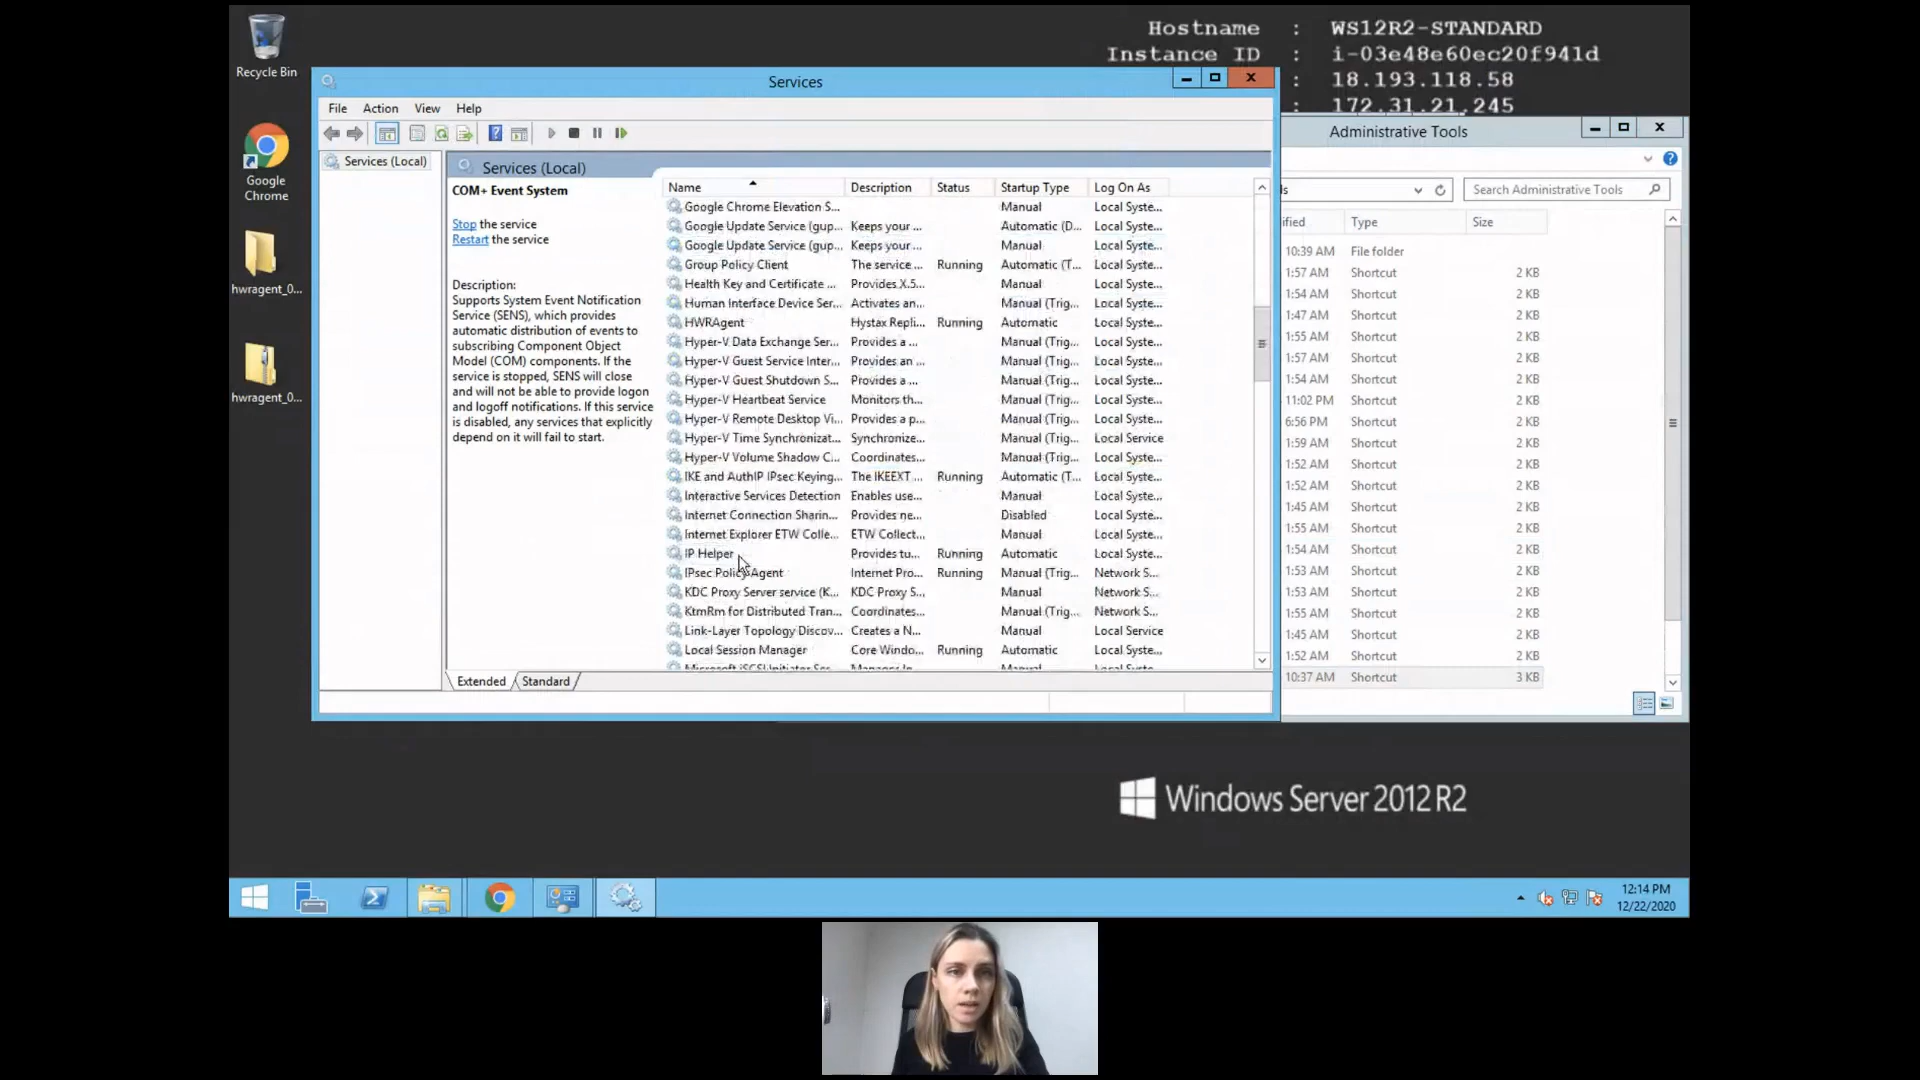 Hostname : WS12R2-STANDARD
Instance ID : i-03e48e60ec20f941d
: 18.193.118.58
: 172.31.21.245
Recycle Bin
Google
Chrome
hwragent_0...
hwragent_0...
Services
File Action View Help
Services (Local)
Services (Local)
COM+ Event System
Stop the service
Restart the service
Description:
Supports System Event Notification
Service (SENS), which provides
automatic distribution of events to
subscribing Component Object
Model (COM) components. If the
service is stopped, SENS will close
and will not be able to provide logon
and logoff notifications. If this service
is disabled, any services that explicitly
depend on it will fail to start.
Name Description Status Startup Type Log On As
Google Chrome Elevation S... Manual Local Syste...
Google Update Service (gup... Keeps your ... Automatic (D... Local Syste...
Google Update Service (gup... Keeps your ... Manual Local Syste...
Group Policy Client The service ... Running Automatic (T... Local Syste...
Health Key and Certificate ... Provides X.5... Manual Local Syste...
Human Interface Device Ser... Activates an... Manual (Trig... Local Syste...
HWRAgent Hystax Repli... Running Automatic Local Syste...
Hyper-V Data Exchange Ser... Provides a ... Manual (Trig... Local Syste...
Hyper-V Guest Service Inter... Provides an ... Manual (Trig... Local Syste...
Hyper-V Guest Shutdown S... Provides a ... Manual (Trig... Local Syste...
Hyper-V Heartbeat Service Monitors th... Manual (Trig... Local Syste...
Hyper-V Remote Desktop Vi... Provides a p... Manual (Trig... Local Syste...
Hyper-V Time Synchronizat... Synchronize... Manual (Trig... Local Service
Hyper-V Volume Shadow C... Coordinates... Manual (Trig... Local Syste...
IKE and AuthIP IPsec Keying... The IKEEXT ... Running Automatic (T... Local Syste...
Interactive Services Detection Enables use... Manual Local Syste...
Internet Connection Sharin... Provides ne... Disabled Local Syste...
Internet Explorer ETW Colle... ETW Collect... Manual Local Syste...
IP Helper Provides tu... Running Automatic Local Syste...
IPsec Policy Agent Internet Pro... Running Manual (Trig... Network S...
KDC Proxy Server service (K... KDC Proxy S... Manual Network S...
KtmRm for Distributed Tran... Coordinates... Manual (Trig... Network S...
Link-Layer Topology Discov... Creates a N... Manual Local Service
Local Session Manager Core Windo... Running Automatic Local Syste...
Microsoft iSCSI Initiator Ser... Manages In... Manual Local Syste...
Extended Standard
Administrative Tools
ls Search Administrative Tools
ified Type Size
10:39 AM File folder
1:57 AM Shortcut 2 KB
1:54 AM Shortcut 2 KB
1:47 AM Shortcut 2 KB
1:55 AM Shortcut 2 KB
1:57 AM Shortcut 2 KB
1:54 AM Shortcut 2 KB
11:02 PM Shortcut 2 KB
6:56 PM Shortcut 2 KB
1:59 AM Shortcut 2 KB
1:52 AM Shortcut 2 KB
1:52 AM Shortcut 2 KB
1:45 AM Shortcut 2 KB
1:55 AM Shortcut 2 KB
1:54 AM Shortcut 2 KB
1:53 AM Shortcut 2 KB
1:53 AM Shortcut 2 KB
1:55 AM Shortcut 2 KB
1:45 AM Shortcut 2 KB
1:52 AM Shortcut 2 KB
10:37 AM Shortcut 3 KB
Windows Server 2012 R2
12:14 PM
12/22/2020